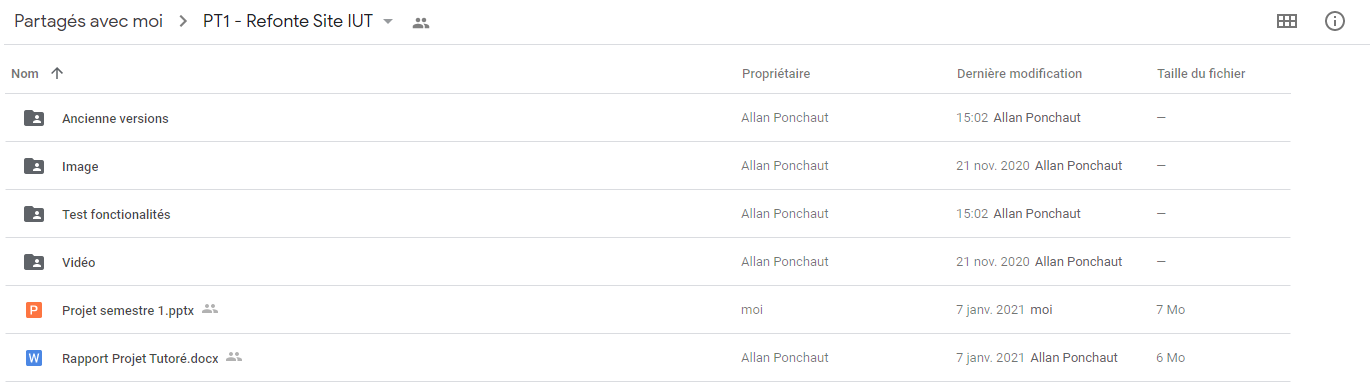 Partagés avec moi > PT1 - Refonte Site IUT
Nom Propriétaire Dernière modification Taille du fichier
Ancienne versions Allan Ponchaut 15:02 Allan Ponchaut —
Image Allan Ponchaut 21 nov. 2020 Allan Ponchaut —
Test fonctionalités Allan Ponchaut 15:02 Allan Ponchaut —
Vidéo Allan Ponchaut 21 nov. 2020 Allan Ponchaut —
P Projet semestre 1.pptx moi 7 janv. 2021 moi 7 Mo
W Rapport Projet Tutoré.docx Allan Ponchaut 7 janv. 2021 Allan Ponchaut 6 Mo